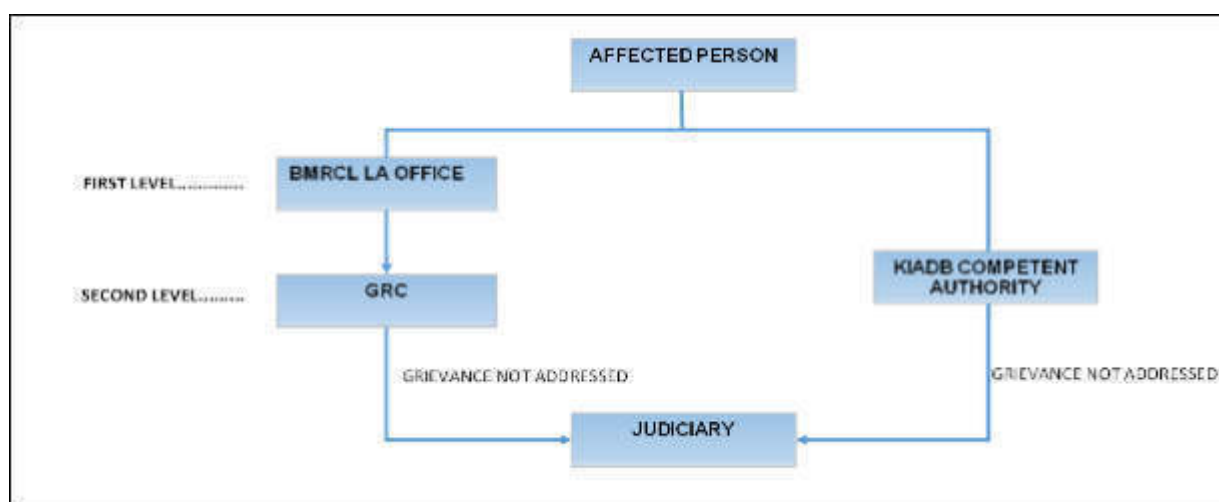 AFFECTED PERSON
FIRST LEVEL...............
BMRCL LA OFFICE
SECOND LEVEL..........
GRC
KIADB COMPETENT
AUTHORITY
GRIEVANCE NOT ADDRESSED
GRIEVANCE NOT ADDRESSED
JUDICIARY